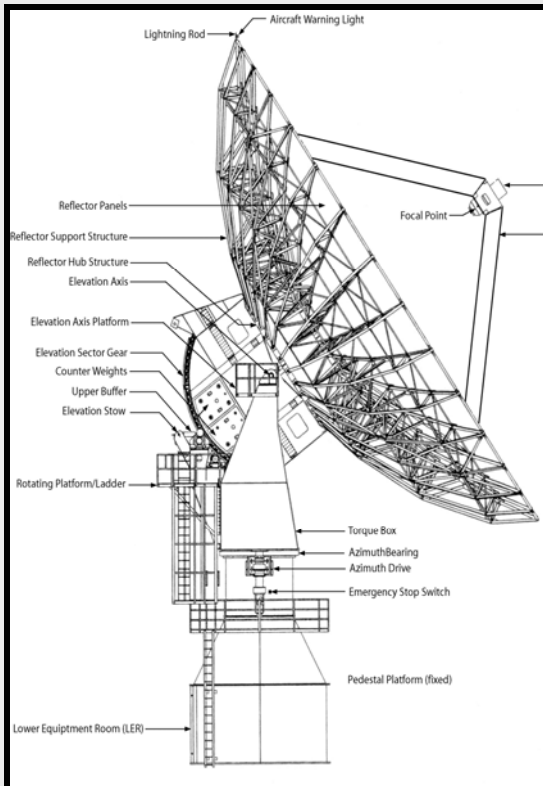 Aircraft Warning Light
Lightning Rod
Reflector Panels
Focal Point
Reflector Support Structure
Reflector Hub Structure
Elevation Axis
Elevation Axis Platform
Elevation Sector Gear
Counter Weights
Upper Buffer
Elevation Stow
Rotating Platform/Ladder
Torque Box
AzimuthBearing
Azimuth Drive
Emergency Stop Switch
Pedestal Platform (fixed)
Lower Equiptment Room (LER)